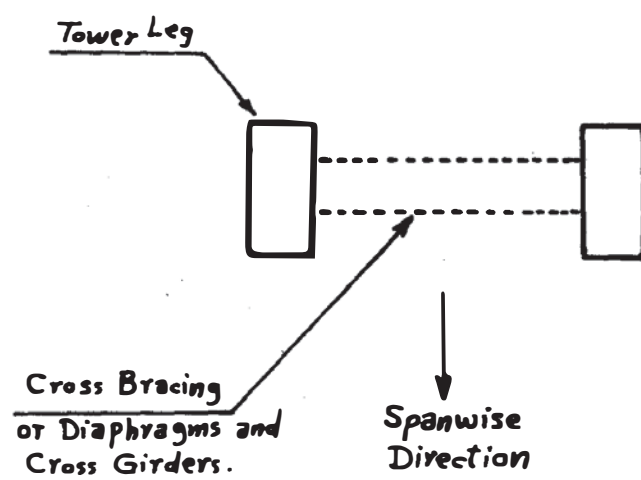 Tower Leg
Cross Bracing
or Diaphragms and
Cross Girders.
Spanwise
Direction